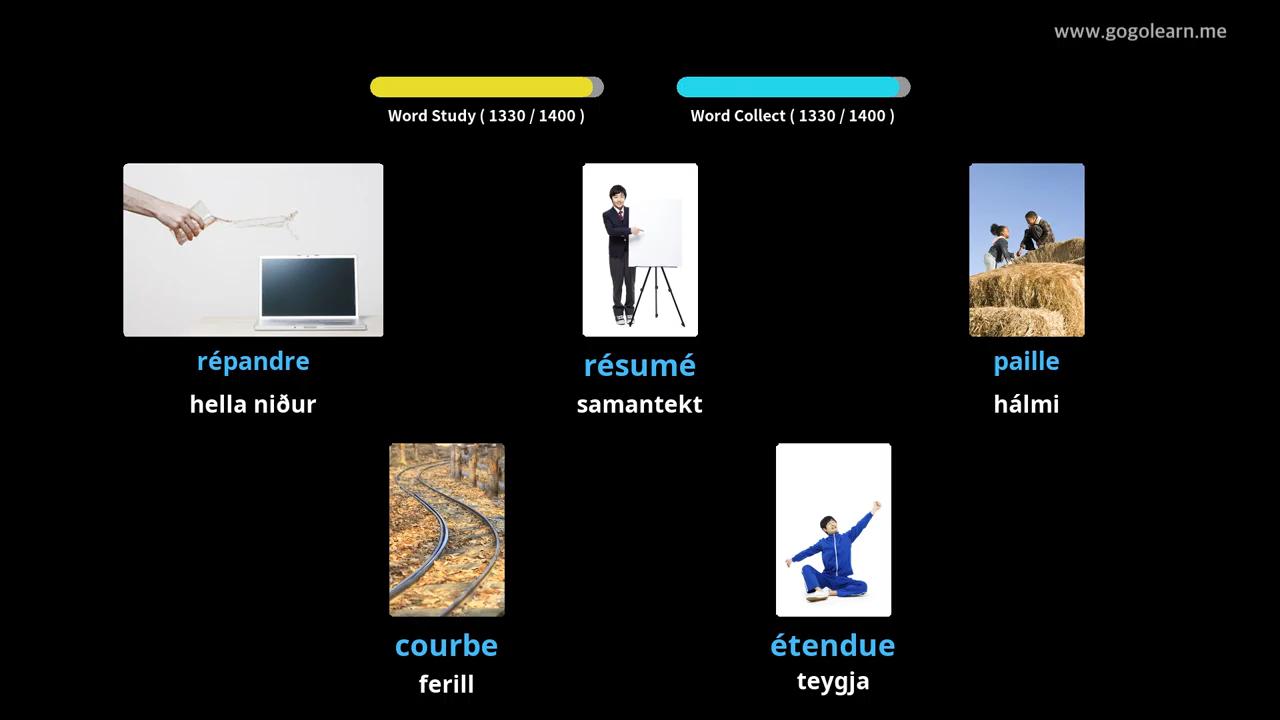 www.gogolearn.me
Word Study ( 1330 / 1400 )
Word Collect ( 1330 / 1400 )
répandre
hella niður
résumé
samantekt
paille
hálmi
courbe
ferill
étendue
teygja